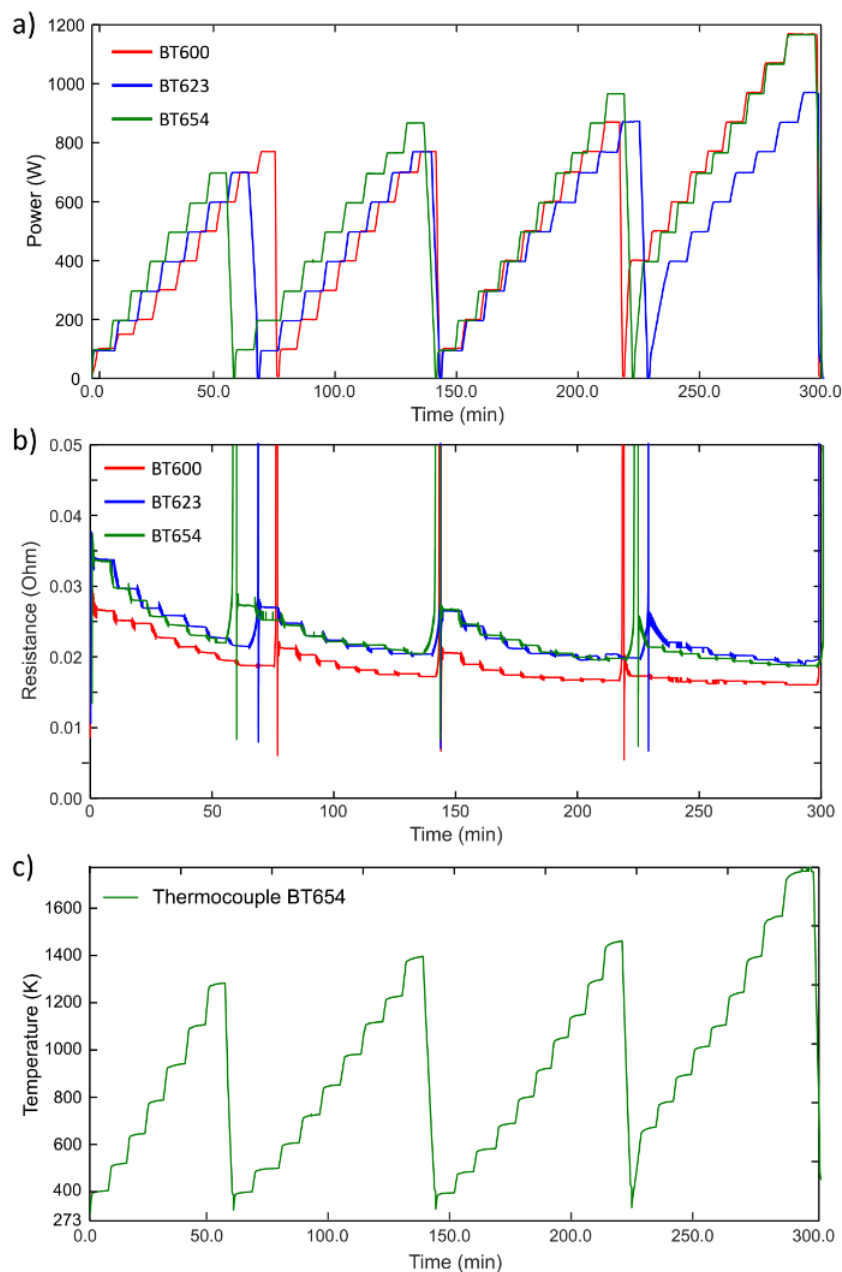 a)
1200
1000
800
600
400
200
0
Power (W)
BT600
BT623
BT654
0.0 50.0 100.0 150.0 200.0 250.0 300.0
Time (min)
b)
0.05
0.04
0.03
0.02
0.01
0.00
Resistance (Ohm)
BT600
BT623
BT654
0 50 100 150 200 250 300
Time (min)
c)
1600
1400
1200
1000
800
600
400
273
Temperature (K)
Thermocouple BT654
0.0 50.0 100.0 150.0 200.0 250.0 300.0
Time (min)